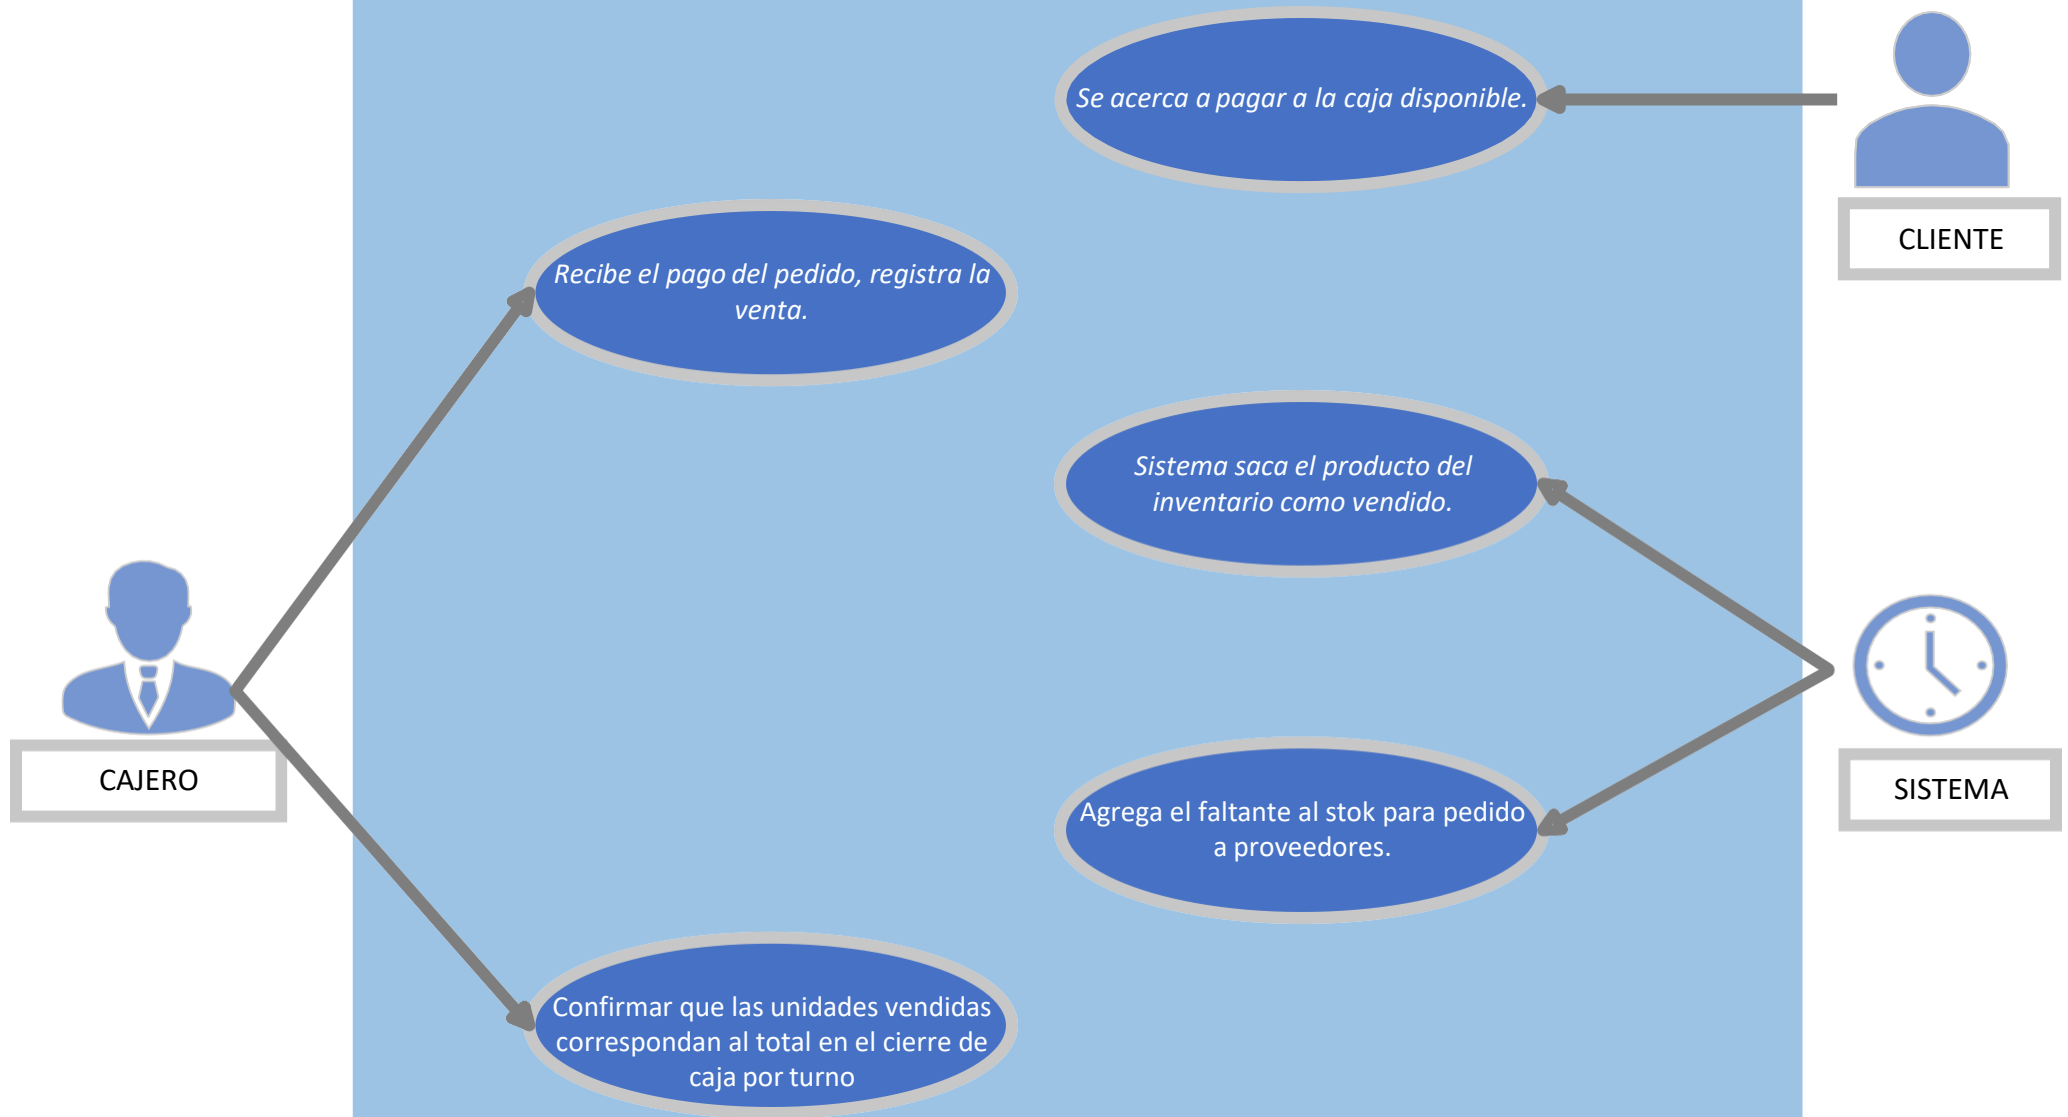 Se acerca a pagar a la caja disponible.
CLIENTE
Recibe el pago del pedido, registra la
venta.
Sistema saca el producto del
inventario como vendido.
CAJERO
SISTEMA
Agrega el faltante al stok para pedido
a proveedores.
Confirmar que las unidades vendidas
correspondan al total en el cierre de
caja por turno